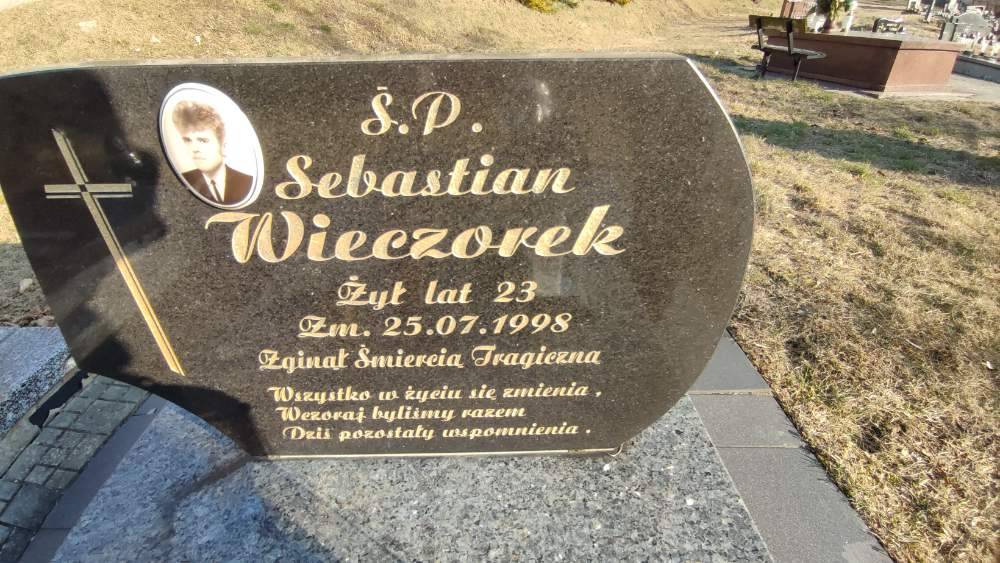 Ś.P.
Sebastian
Wieczorek
Żył lat 23
Zm. 25.07.1998
Zginął Śmiercią Tragiczną
Wszystko w życiu się zmienia,
Wczoraj byliśmy razem
Dziś pozostały wspomnienia.